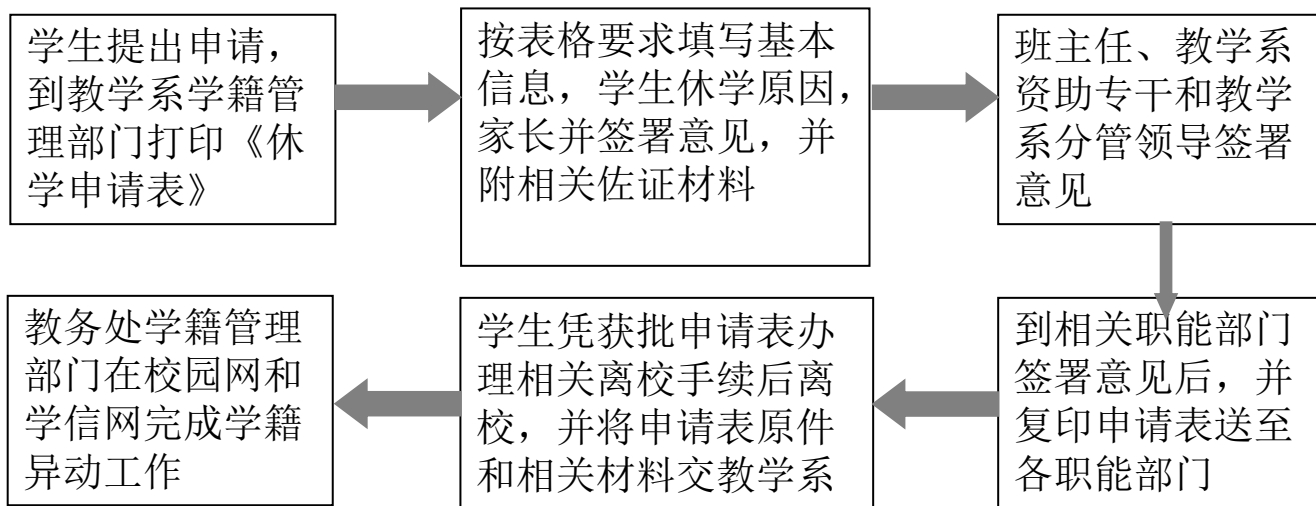 学生提出申请，
到教学系学籍管
理部门打印《休
学申请表》
按表格要求填写基本
信息，学生休学原因，
家长并签署意见，并
附相关佐证材料
班主任、教学系
资助专干和教学
系分管领导签署
意见
到相关职能部门
签署意见后，并
复印申请表送至
各职能部门
学生凭获批申请表办
理相关离校手续后离
校，并将申请表原件
和相关材料交教学系
教务处学籍管理
部门在校园网和
学信网完成学籍
异动工作